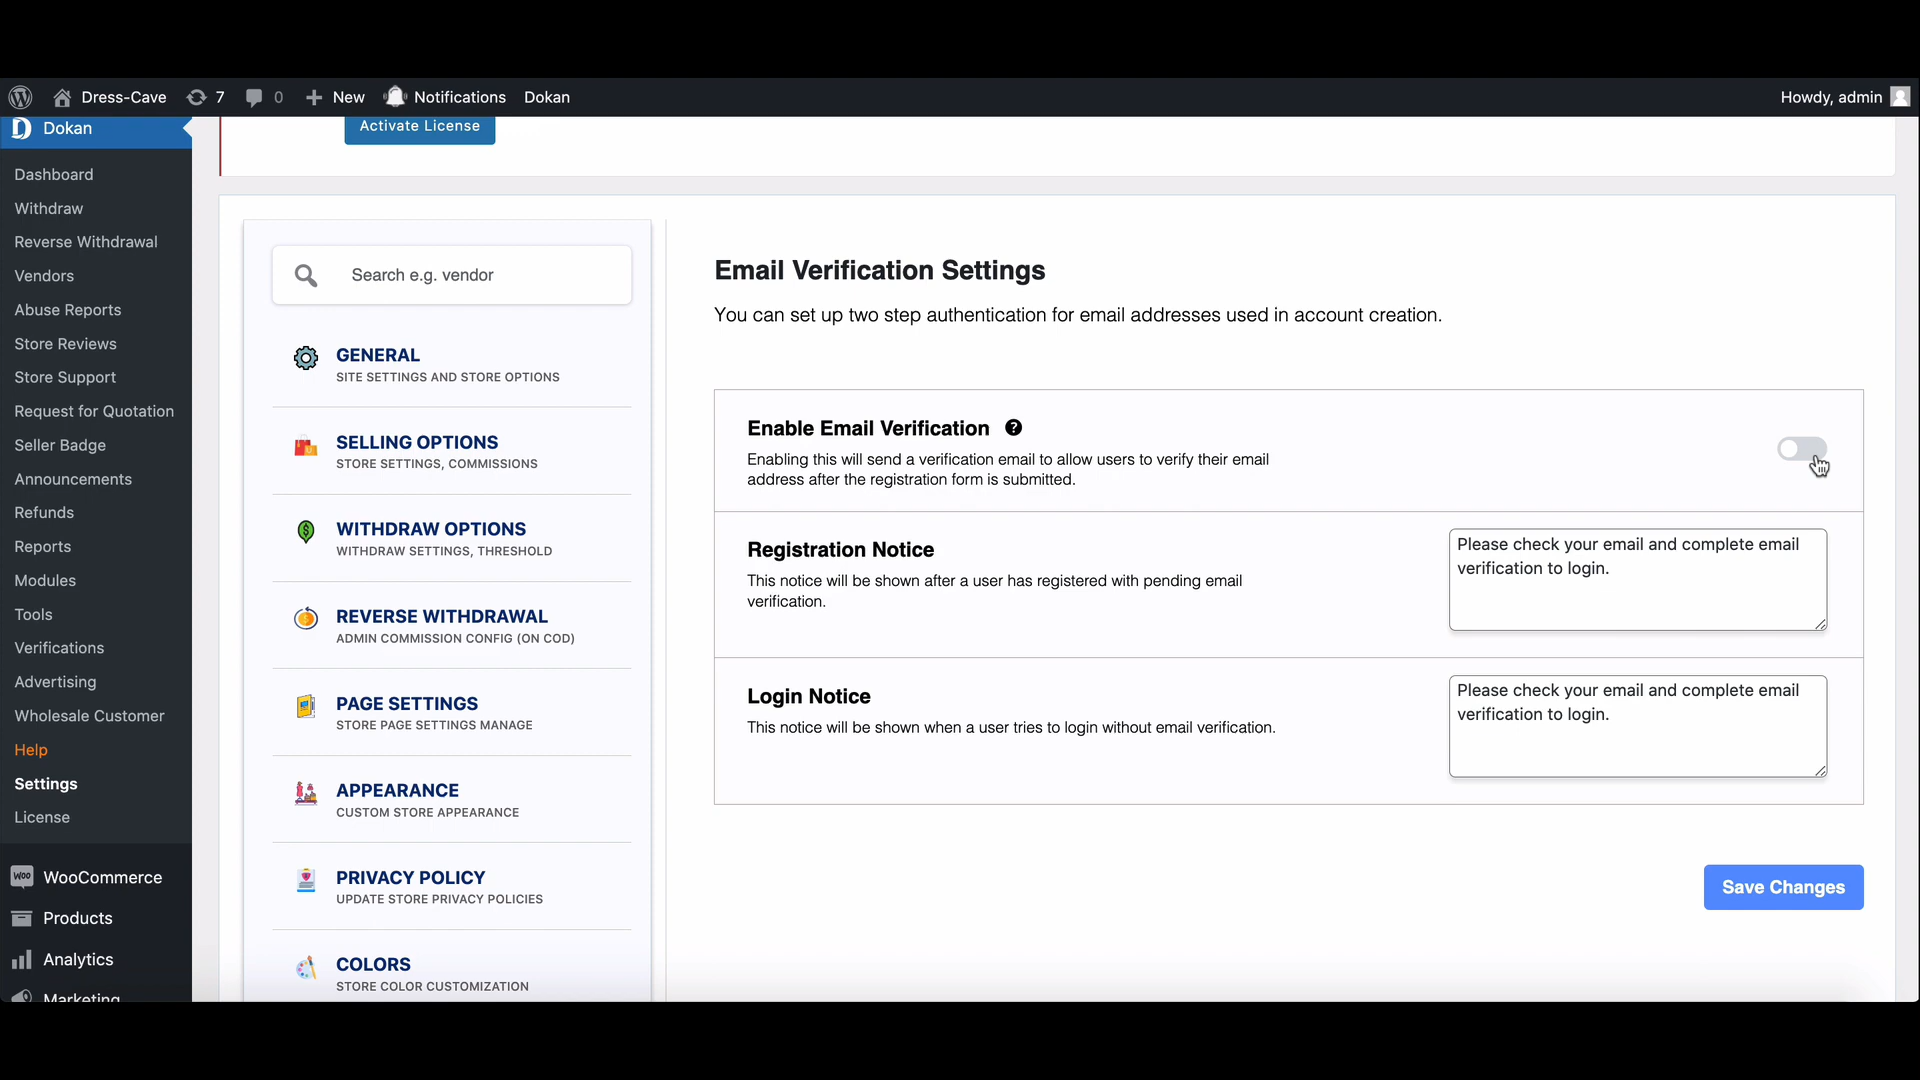 Dress-Cave
7
0
New
Notifications
Dokan
Howdy, admin
Dokan
Dashboard
Withdraw
Reverse Withdrawal
Vendors
Abuse Reports
Store Reviews
Store Support
Request for Quotation
Seller Badge
Announcements
Refunds
Reports
Modules
Tools
Verifications
Advertising
Wholesale Customer
Help
Settings
License
WooCommerce
Products
Analytics
Marketing
Activate License
Search e.g. vendor
GENERAL
SITE SETTINGS AND STORE OPTIONS
SELLING OPTIONS
STORE SETTINGS, COMMISSIONS
WITHDRAW OPTIONS
WITHDRAW SETTINGS, THRESHOLD
REVERSE WITHDRAWAL
ADMIN COMMISSION CONFIG (ON COD)
PAGE SETTINGS
STORE PAGE SETTINGS MANAGE
APPEARANCE
CUSTOM STORE APPEARANCE
PRIVACY POLICY
UPDATE STORE PRIVACY POLICIES
COLORS
STORE COLOR CUSTOMIZATION
Email Verification Settings
You can set up two step authentication for email addresses used in account creation.
Enable Email Verification ?
Enabling this will send a verification email to allow users to verify their email
address after the registration form is submitted.
Registration Notice
This notice will be shown after a user has registered with pending email
verification.
Please check your email and complete email
verification to login.
Login Notice
This notice will be shown when a user tries to login without email verification.
Please check your email and complete email
verification to login.
Save Changes